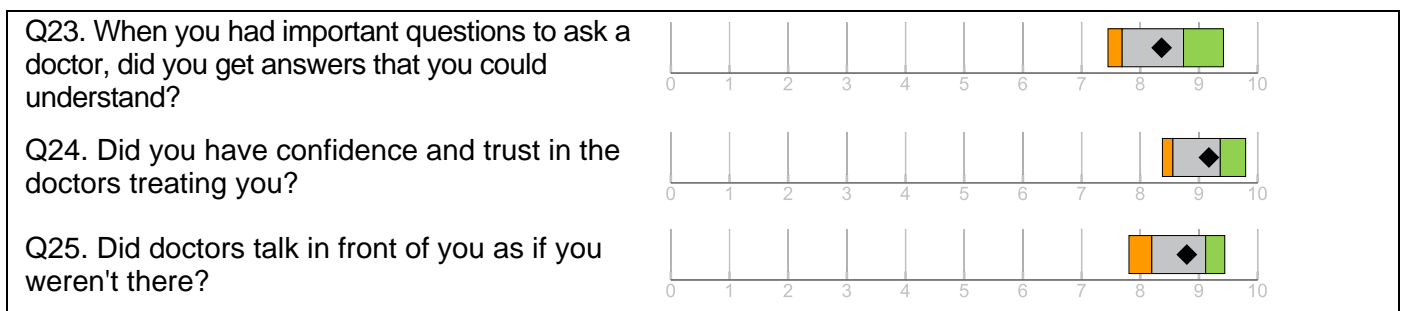 Q23. When you had important questions to ask a
doctor, did you get answers that you could
understand?
0 1 2 3 4 5 6 7 8 9 10
Q24. Did you have confidence and trust in the
doctors treating you?
0 1 2 3 4 5 6 7 8 9 10
Q25. Did doctors talk in front of you as if you
weren't there?
0 1 2 3 4 5 6 7 8 9 10